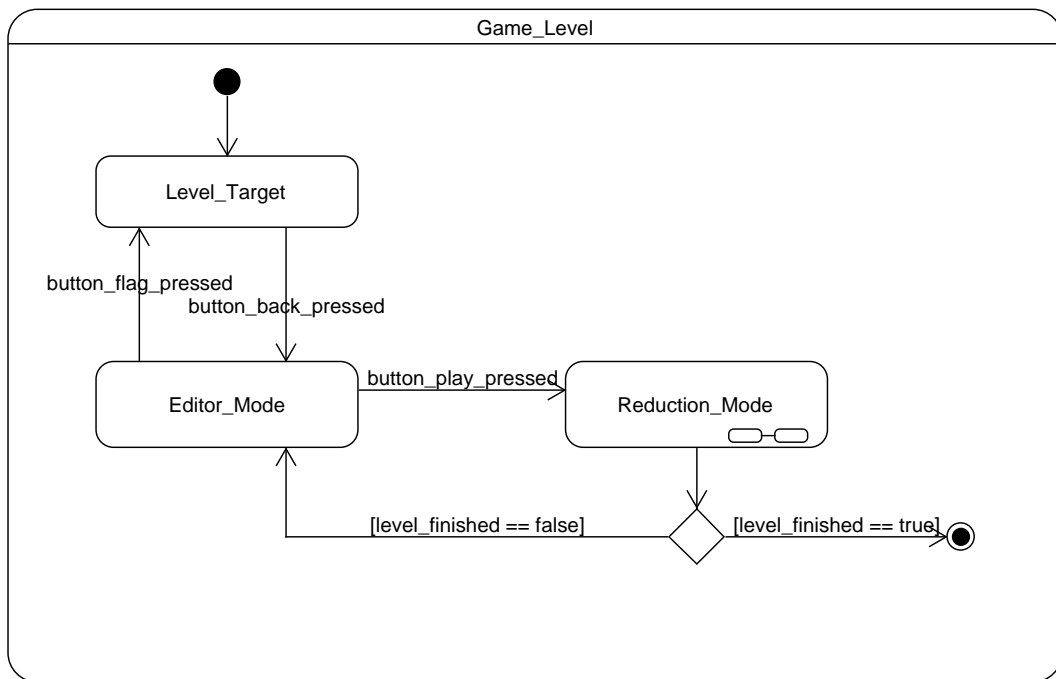 Game_Level
Level_Target
button_flag_pressed
button_back_pressed
button_play_pressed
Editor_Mode
Reduction_Mode
[level_finished == false]
[level_finished == true]